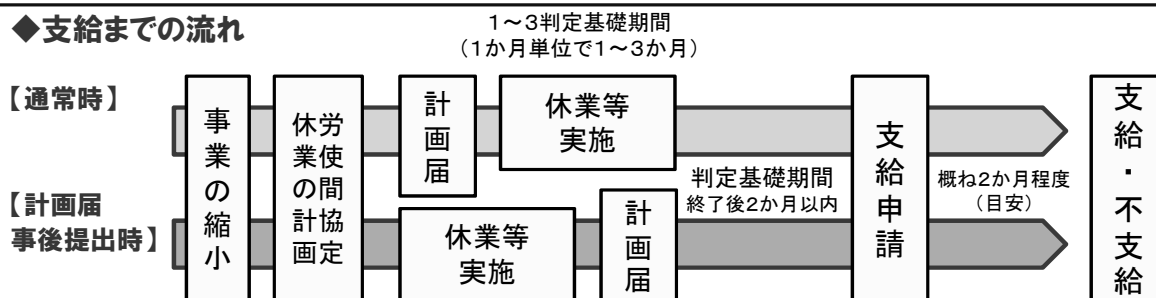 ◆支給までの流れ
1～3判定基礎期間
（1か月単位で1～3か月）
【通常時】
【計画届
事後提出時】
事業の縮小
労使間協定
休業の計画
計画届
休業等
実施
休業等
実施
計画届
判定基礎期間
終了後2か月以内
支給申請
概ね2か月程度
（目安）
支給・不支給